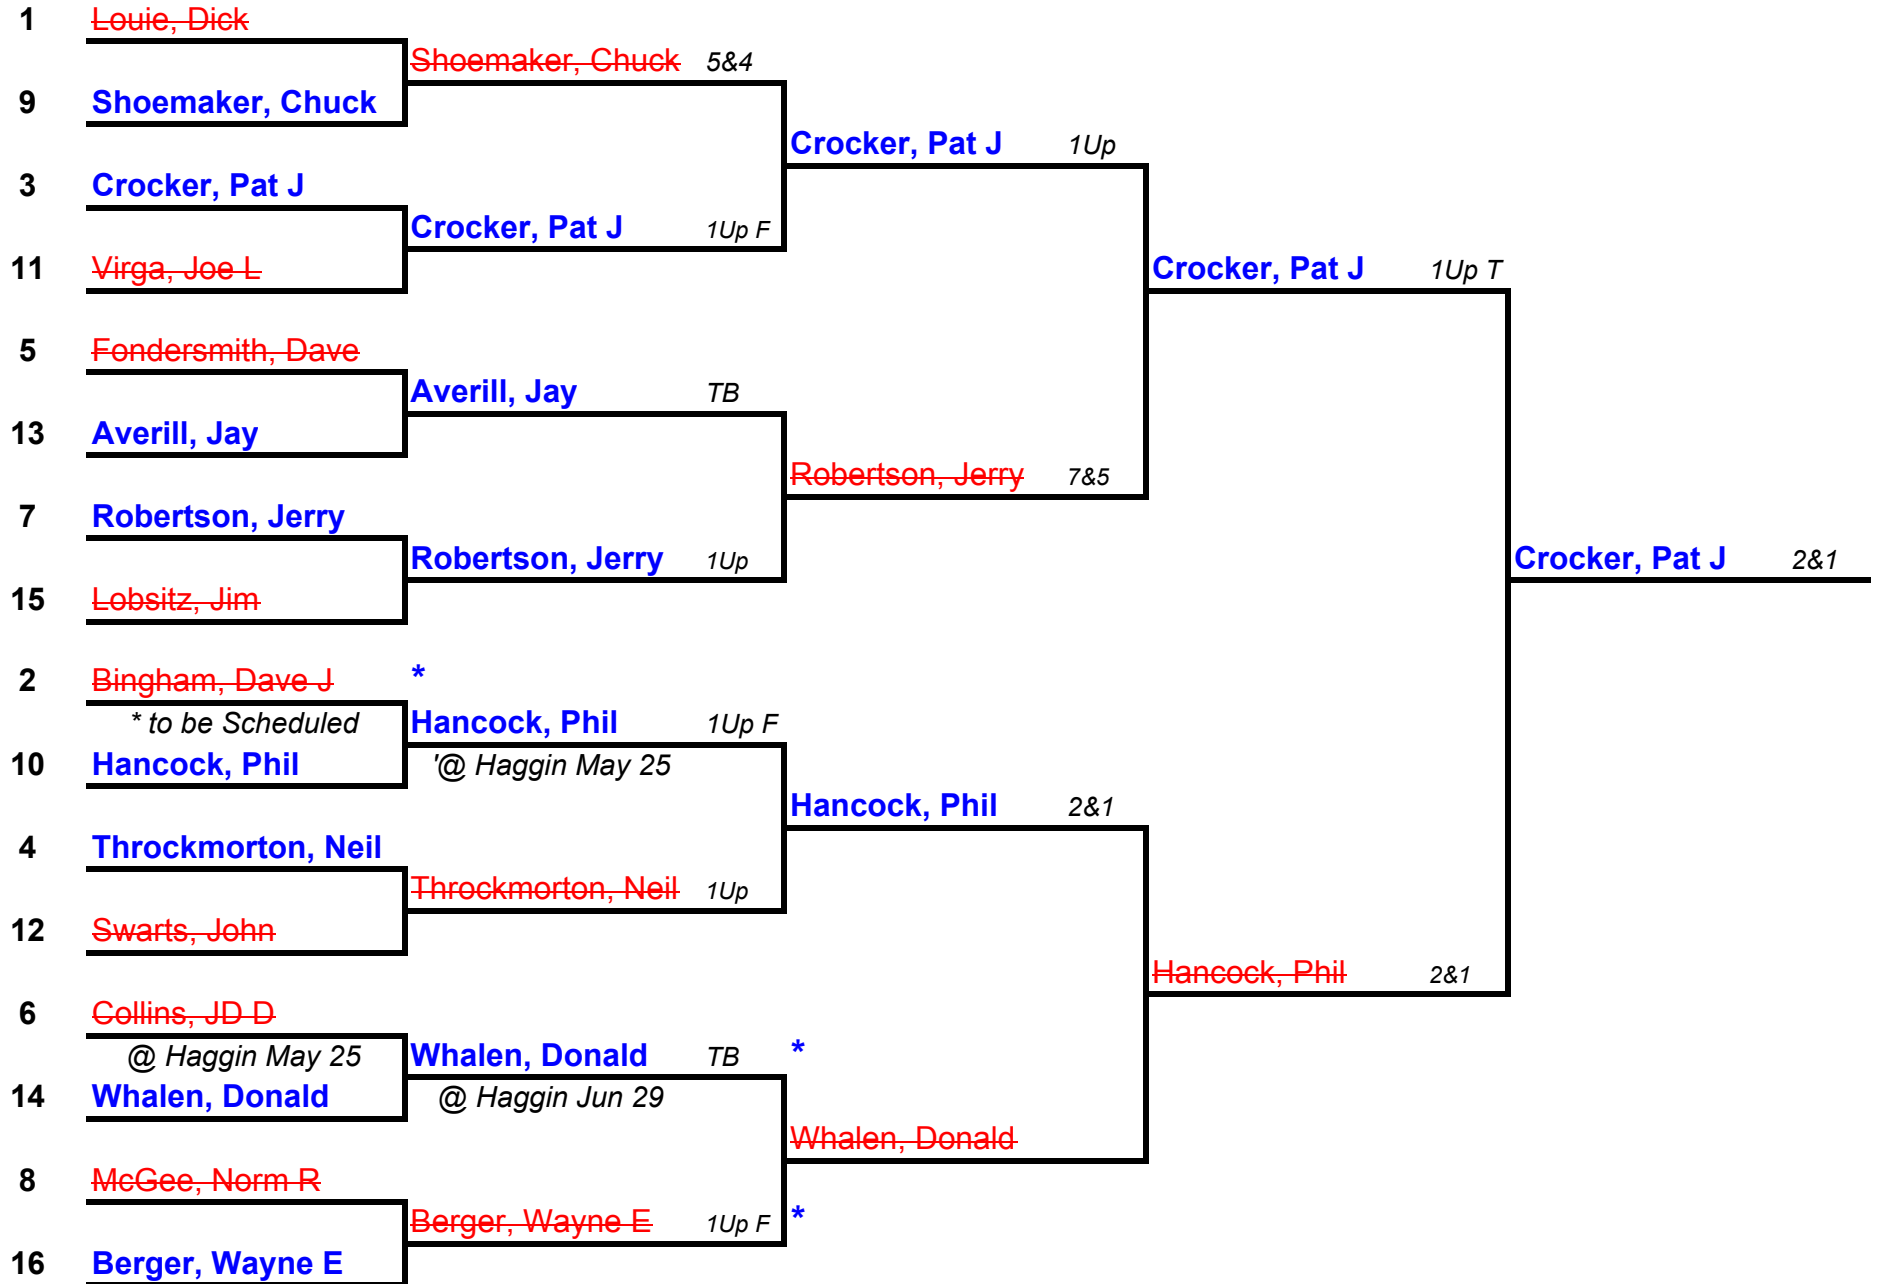 1 Louie, Dick
Shoemaker, Chuck 5&4
9 Shoemaker, Chuck
Crocker, Pat J 1Up
3 Crocker, Pat J
Crocker, Pat J 1Up F
11 Virga, Joe L
Crocker, Pat J 1Up T
5 Fondersmith, Dave
Averill, Jay TB
13 Averill, Jay
Robertson, Jerry 7&5
7 Robertson, Jerry
Robertson, Jerry 1Up
Crocker, Pat J 2&1
15 Lobsitz, Jim
2 Bingham, Dave J *
* to be Scheduled
Hancock, Phil 1Up F
10 Hancock, Phil
'@ Haggin May 25
Hancock, Phil 2&1
4 Throckmorton, Neil
Throckmorton, Neil 1Up
12 Swarts, John
Hancock, Phil 2&1
6 Collins, JD D
@ Haggin May 25
Whalen, Donald TB *
14 Whalen, Donald
@ Haggin Jun 29
Whalen, Donald
8 McGee, Norm R
Berger, Wayne E 1Up F *
16 Berger, Wayne E